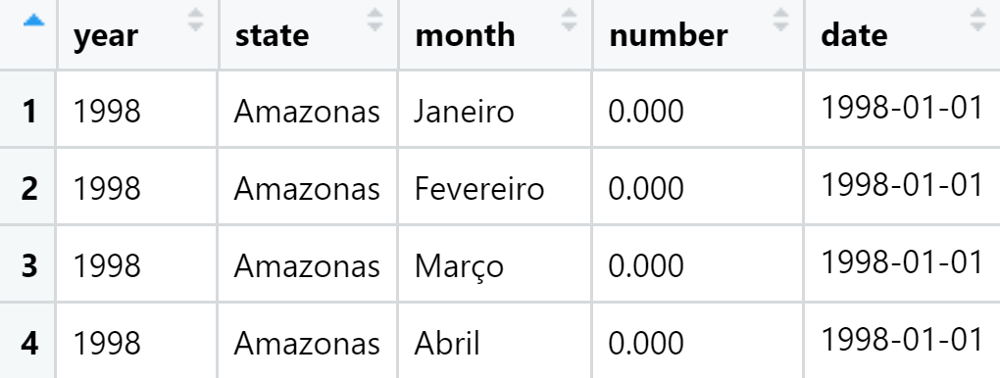 year state month number date
1 1998 Amazonas Janeiro 0.000 1998-01-01
2 1998 Amazonas Fevereiro 0.000 1998-01-01
3 1998 Amazonas Março 0.000 1998-01-01
4 1998 Amazonas Abril 0.000 1998-01-01